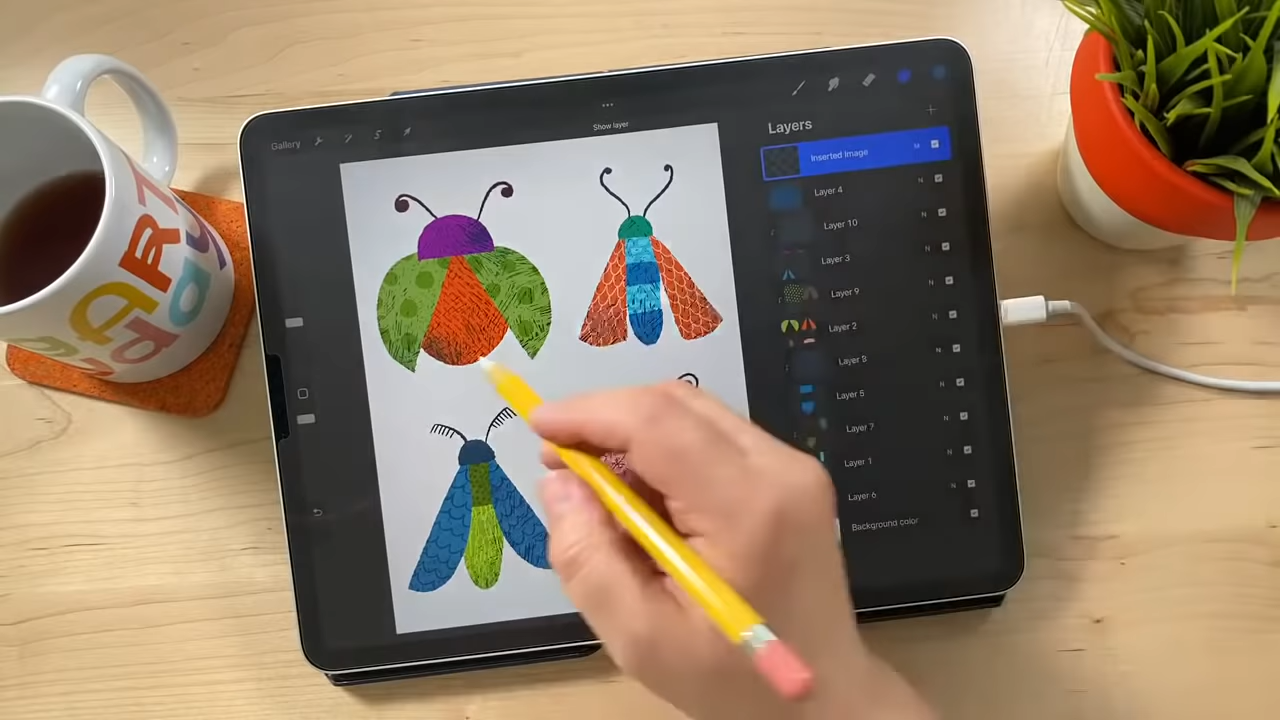 Gallery
Show layer
Layers
Inserted Image
N
Layer 4
N
Layer 10
N
Layer 3
N
Layer 9
N
Layer 2
N
Layer 8
N
Layer 5
N
Layer 7
N
Layer 1
N
Layer 6
N
Background color
ART